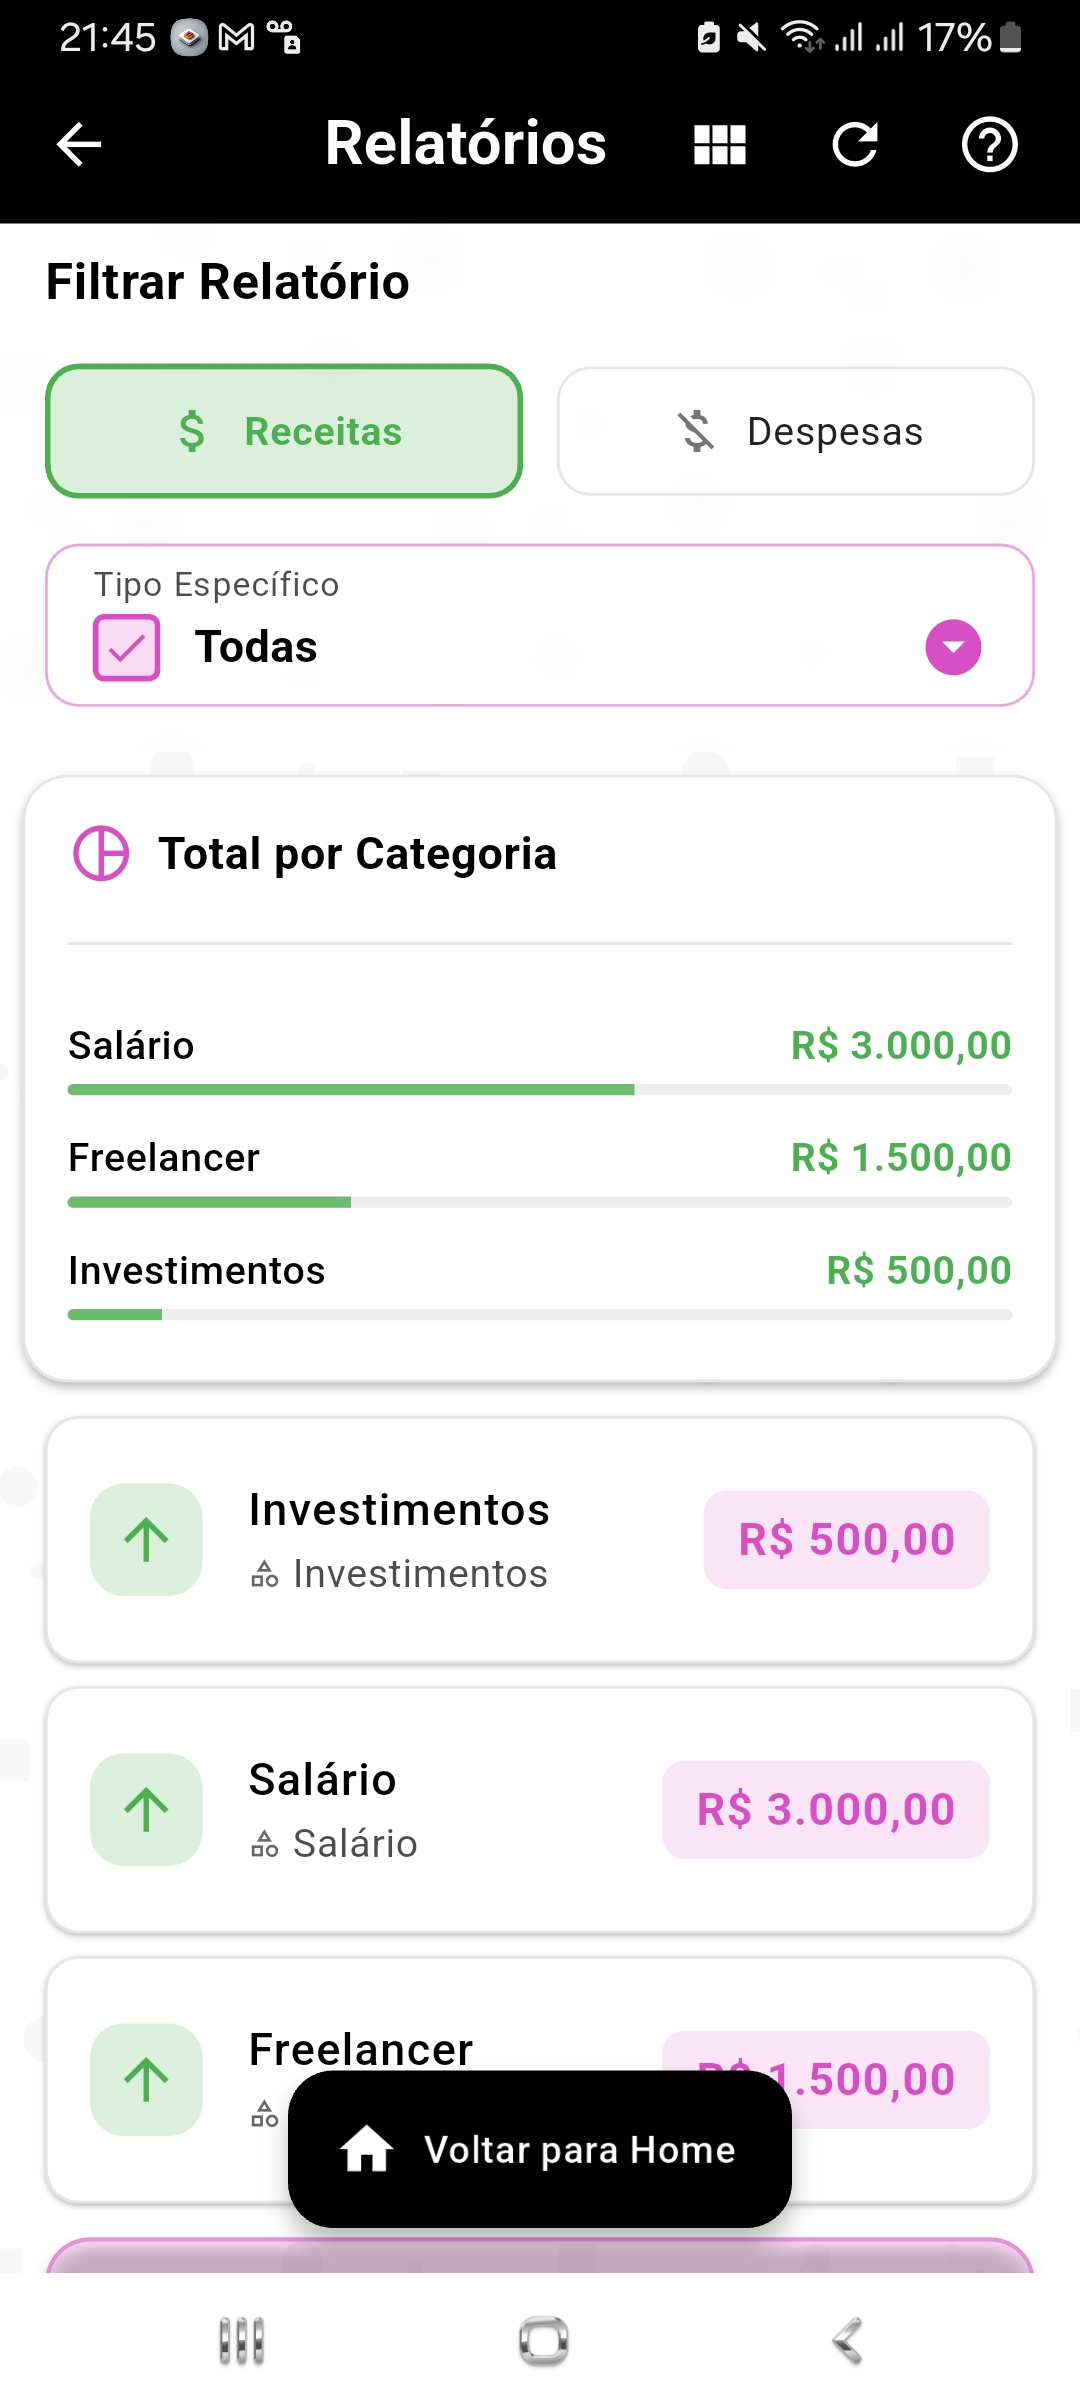 21:45
17%
Relatórios
Filtrar Relatório
Receitas
Despesas
Tipo Específico
Todas
Total por Categoria
Salário
R$ 3.000,00
Freelancer
R$ 1.500,00
Investimentos
R$ 500,00
Investimentos
Investimentos
R$ 500,00
Salário
Salário
R$ 3.000,00
Freelancer
R$ 1.500,00
Voltar para Home